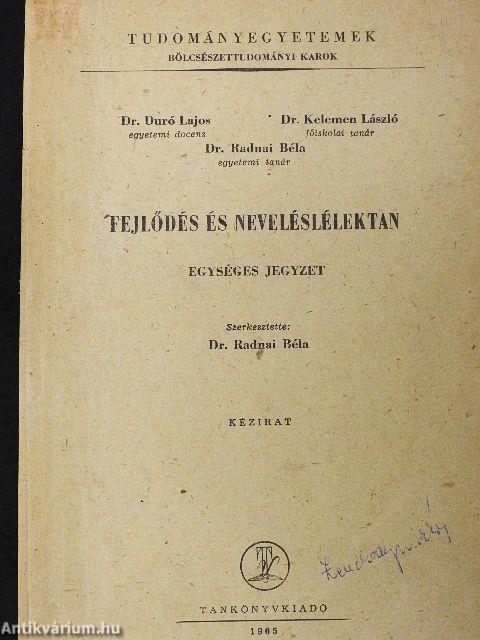 TUDOMÁNYEGYETEMEK
BÖLCSÉSZETTUDOMÁNYI KAROK
Dr. Duró Lajos
egyetemi docens
Dr. Kelemen László
főiskolai tanár
Dr. Radnai Béla
egyetemi tanár
FEJLŐDÉS ÉS NEVELÉSLÉLEKTAN
EGYSÉGES JEGYZET
Szerkesztette:
Dr. Radnai Béla
KÉZIRAT
TANKÖNYVKIADÓ
1965
Antikvárium.hu